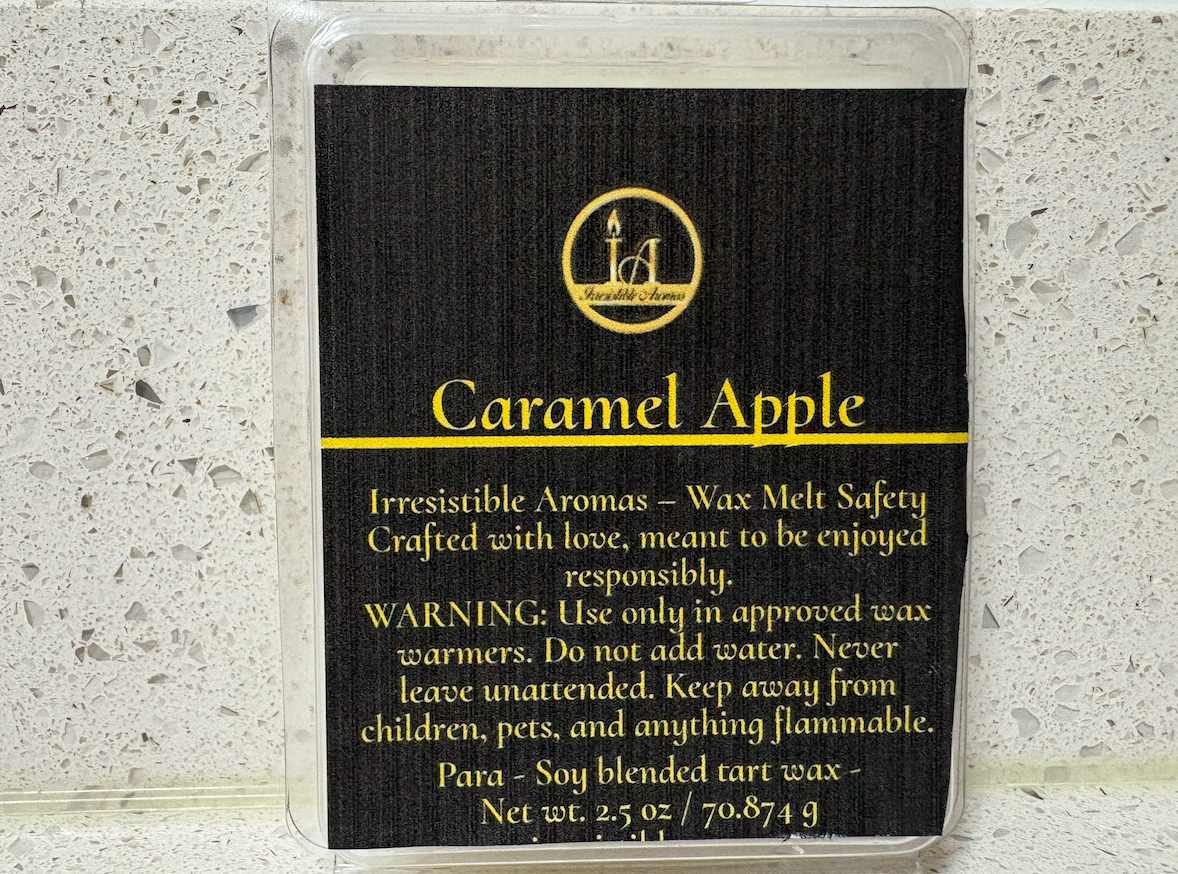 IA
Irresistible Aromas
Caramel Apple
Irresistible Aromas – Wax Melt Safety
Crafted with love, meant to be enjoyed
responsibly.
WARNING: Use only in approved wax
warmers. Do not add water. Never
leave unattended. Keep away from
children, pets, and anything flammable.
Para - Soy blended tart wax -
Net wt. 2.5 oz / 70.874 g